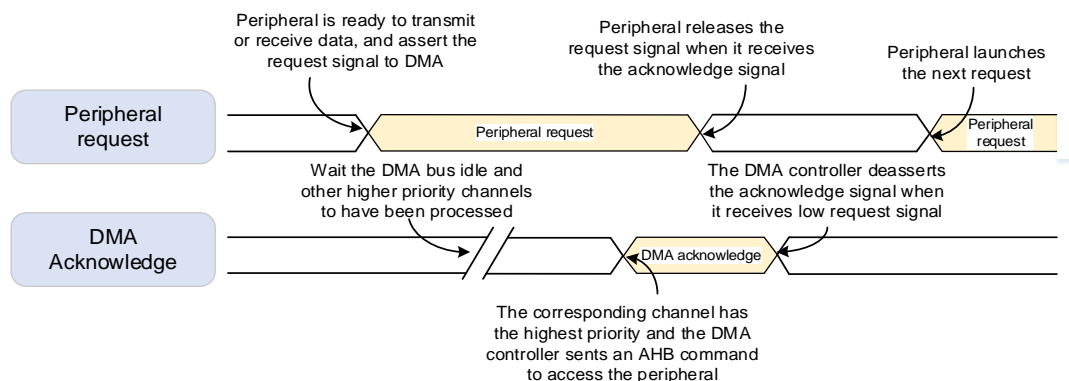 Peripheral is ready to transmit
or receive data, and assert the
request signal to DMA
Peripheral releases the
request signal when it receives
the acknowledge signal
Peripheral launches
the next request
Peripheral
request
Peripheral request
Peripheral
request
Wait the DMA bus idle and
other higher priority channels
to have been processed
The DMA controller deasserts
the acknowledge signal when
it receives low request signal
DMA
Acknowledge
DMA acknowledge
The corresponding channel has
the highest priority and the DMA
controller sents an AHB command
to access the peripheral